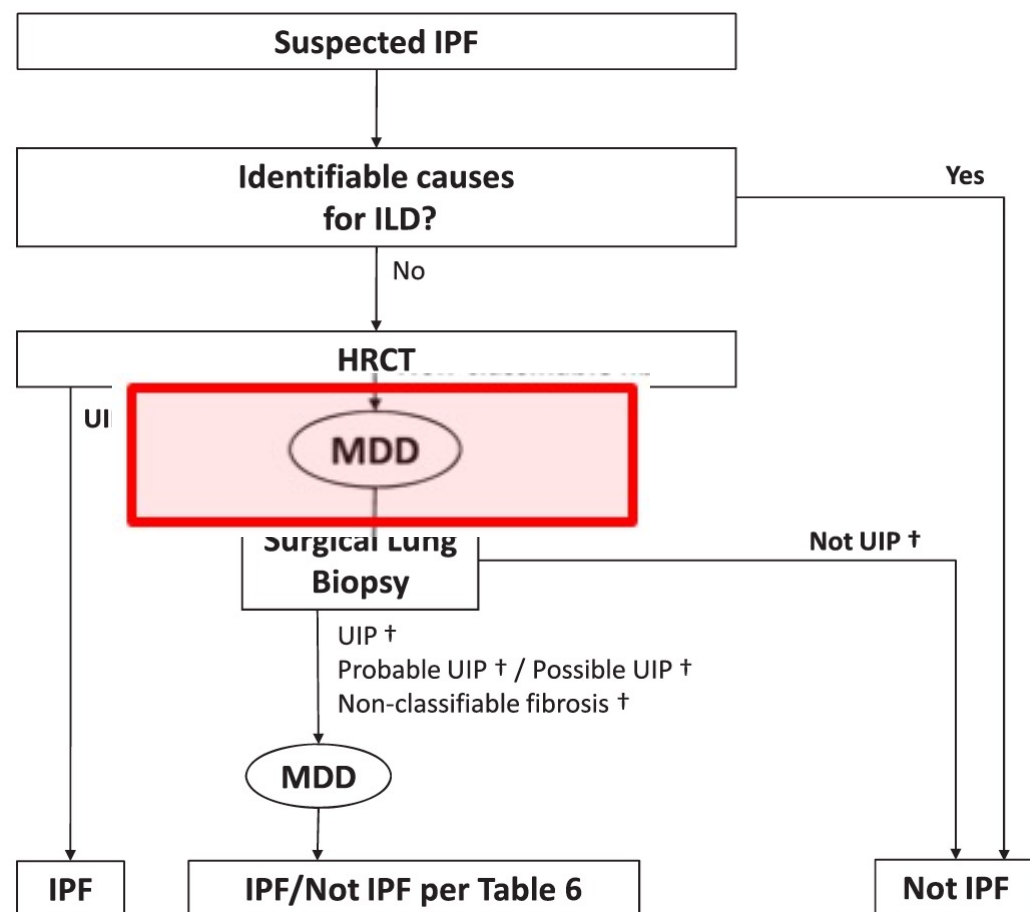 Suspected IPF
Identifiable causes
for ILD?
Yes
No
HRCT
MDD
Surgical Lung
Biopsy
Not UIP †
UIP †
Probable UIP † / Possible UIP †
Non-classifiable fibrosis †
MDD
IPF
IPF/Not IPF per Table 6
Not IPF